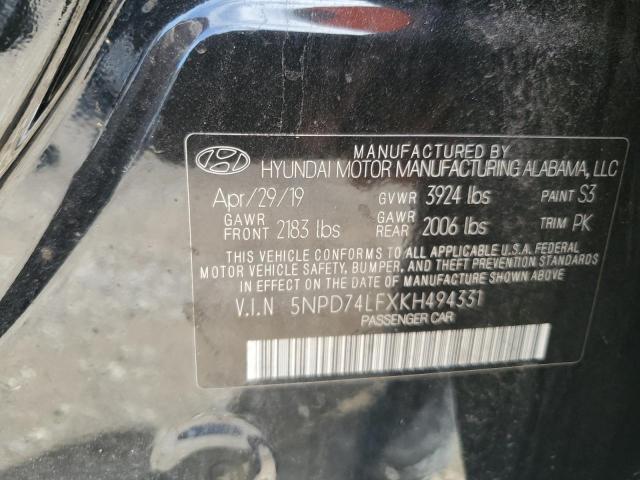 MANUFACTURED BY
HYUNDAI MOTOR MANUFACTURING ALABAMA, LLC
Apr/29/19 GVWR 3924 lbs PAINT S3
GAWR FRONT 2183 lbs GAWR REAR 2006 lbs TRIM PK
THIS VEHICLE CONFORMS TO ALL APPLICABLE U.S.A. FEDERAL
MOTOR VEHICLE SAFETY, BUMPER, AND THEFT PREVENTION STANDARDS
IN EFFECT ON THE DATE OF MANUFACTURE SHOWN ABOVE.
V.I.N 5NPD74LFXKH494331
PASSENGER CAR